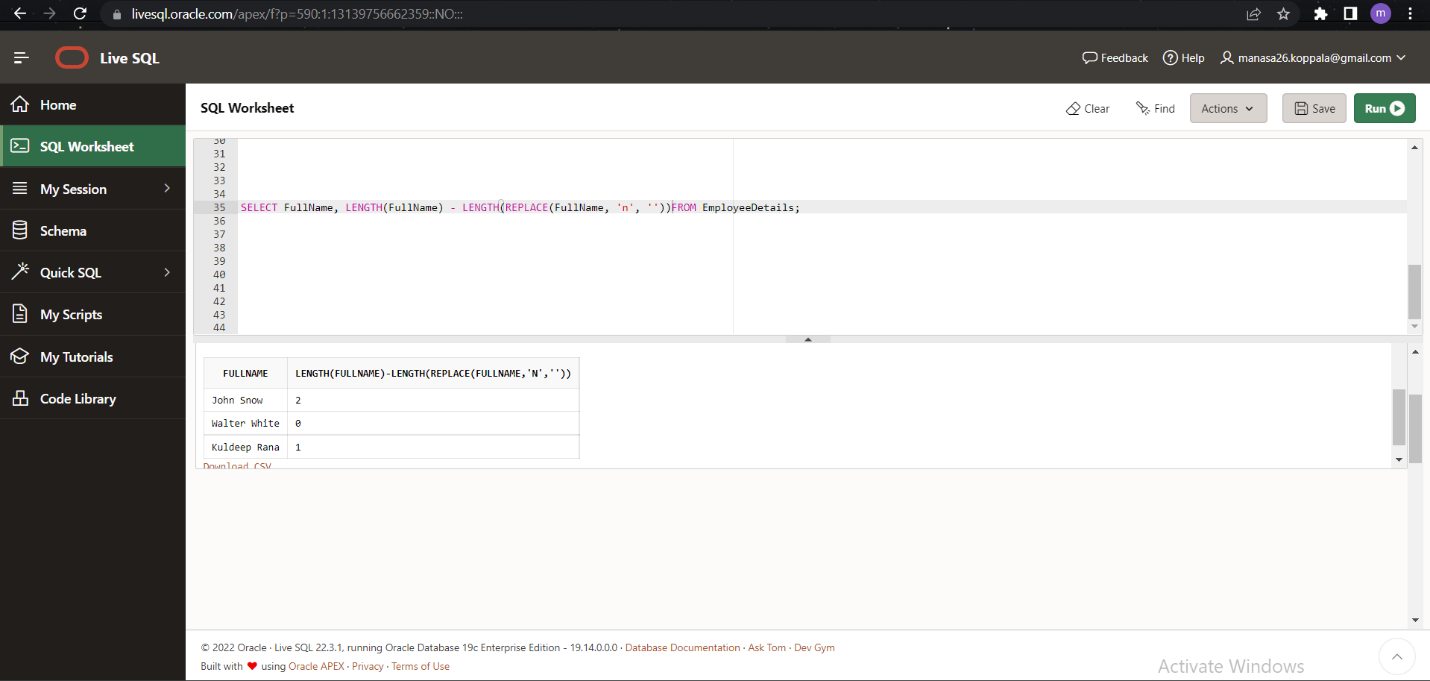 livesql.oracle.com/apex/f?p=590:1:13139756662359::NO:::
m
Live SQL
Feedback
Help
manasa26.koppala@gmail.com
Home
SQL Worksheet
My Session
Schema
Quick SQL
My Scripts
My Tutorials
Code Library
SQL Worksheet
Clear
Find
Actions
Save
Run
30
31
32
33
34
35 SELECT FullName, LENGTH(FullName) - LENGTH(REPLACE(FullName, 'n', ''))FROM EmployeeDetails;
36
37
38
39
40
41
42
43
44
FULLNAME LENGTH(FULLNAME)-LENGTH(REPLACE(FULLNAME,'N',''))
John Snow 2
Walter White 0
Kuldeep Rana 1
Download CSV
© 2022 Oracle · Live SQL 22.3.1, running Oracle Database 19c Enterprise Edition - 19.14.0.0.0 · Database Documentation · Ask Tom · Dev Gym
Built with ❤ using Oracle APEX · Privacy · Terms of Use
Activate Windows